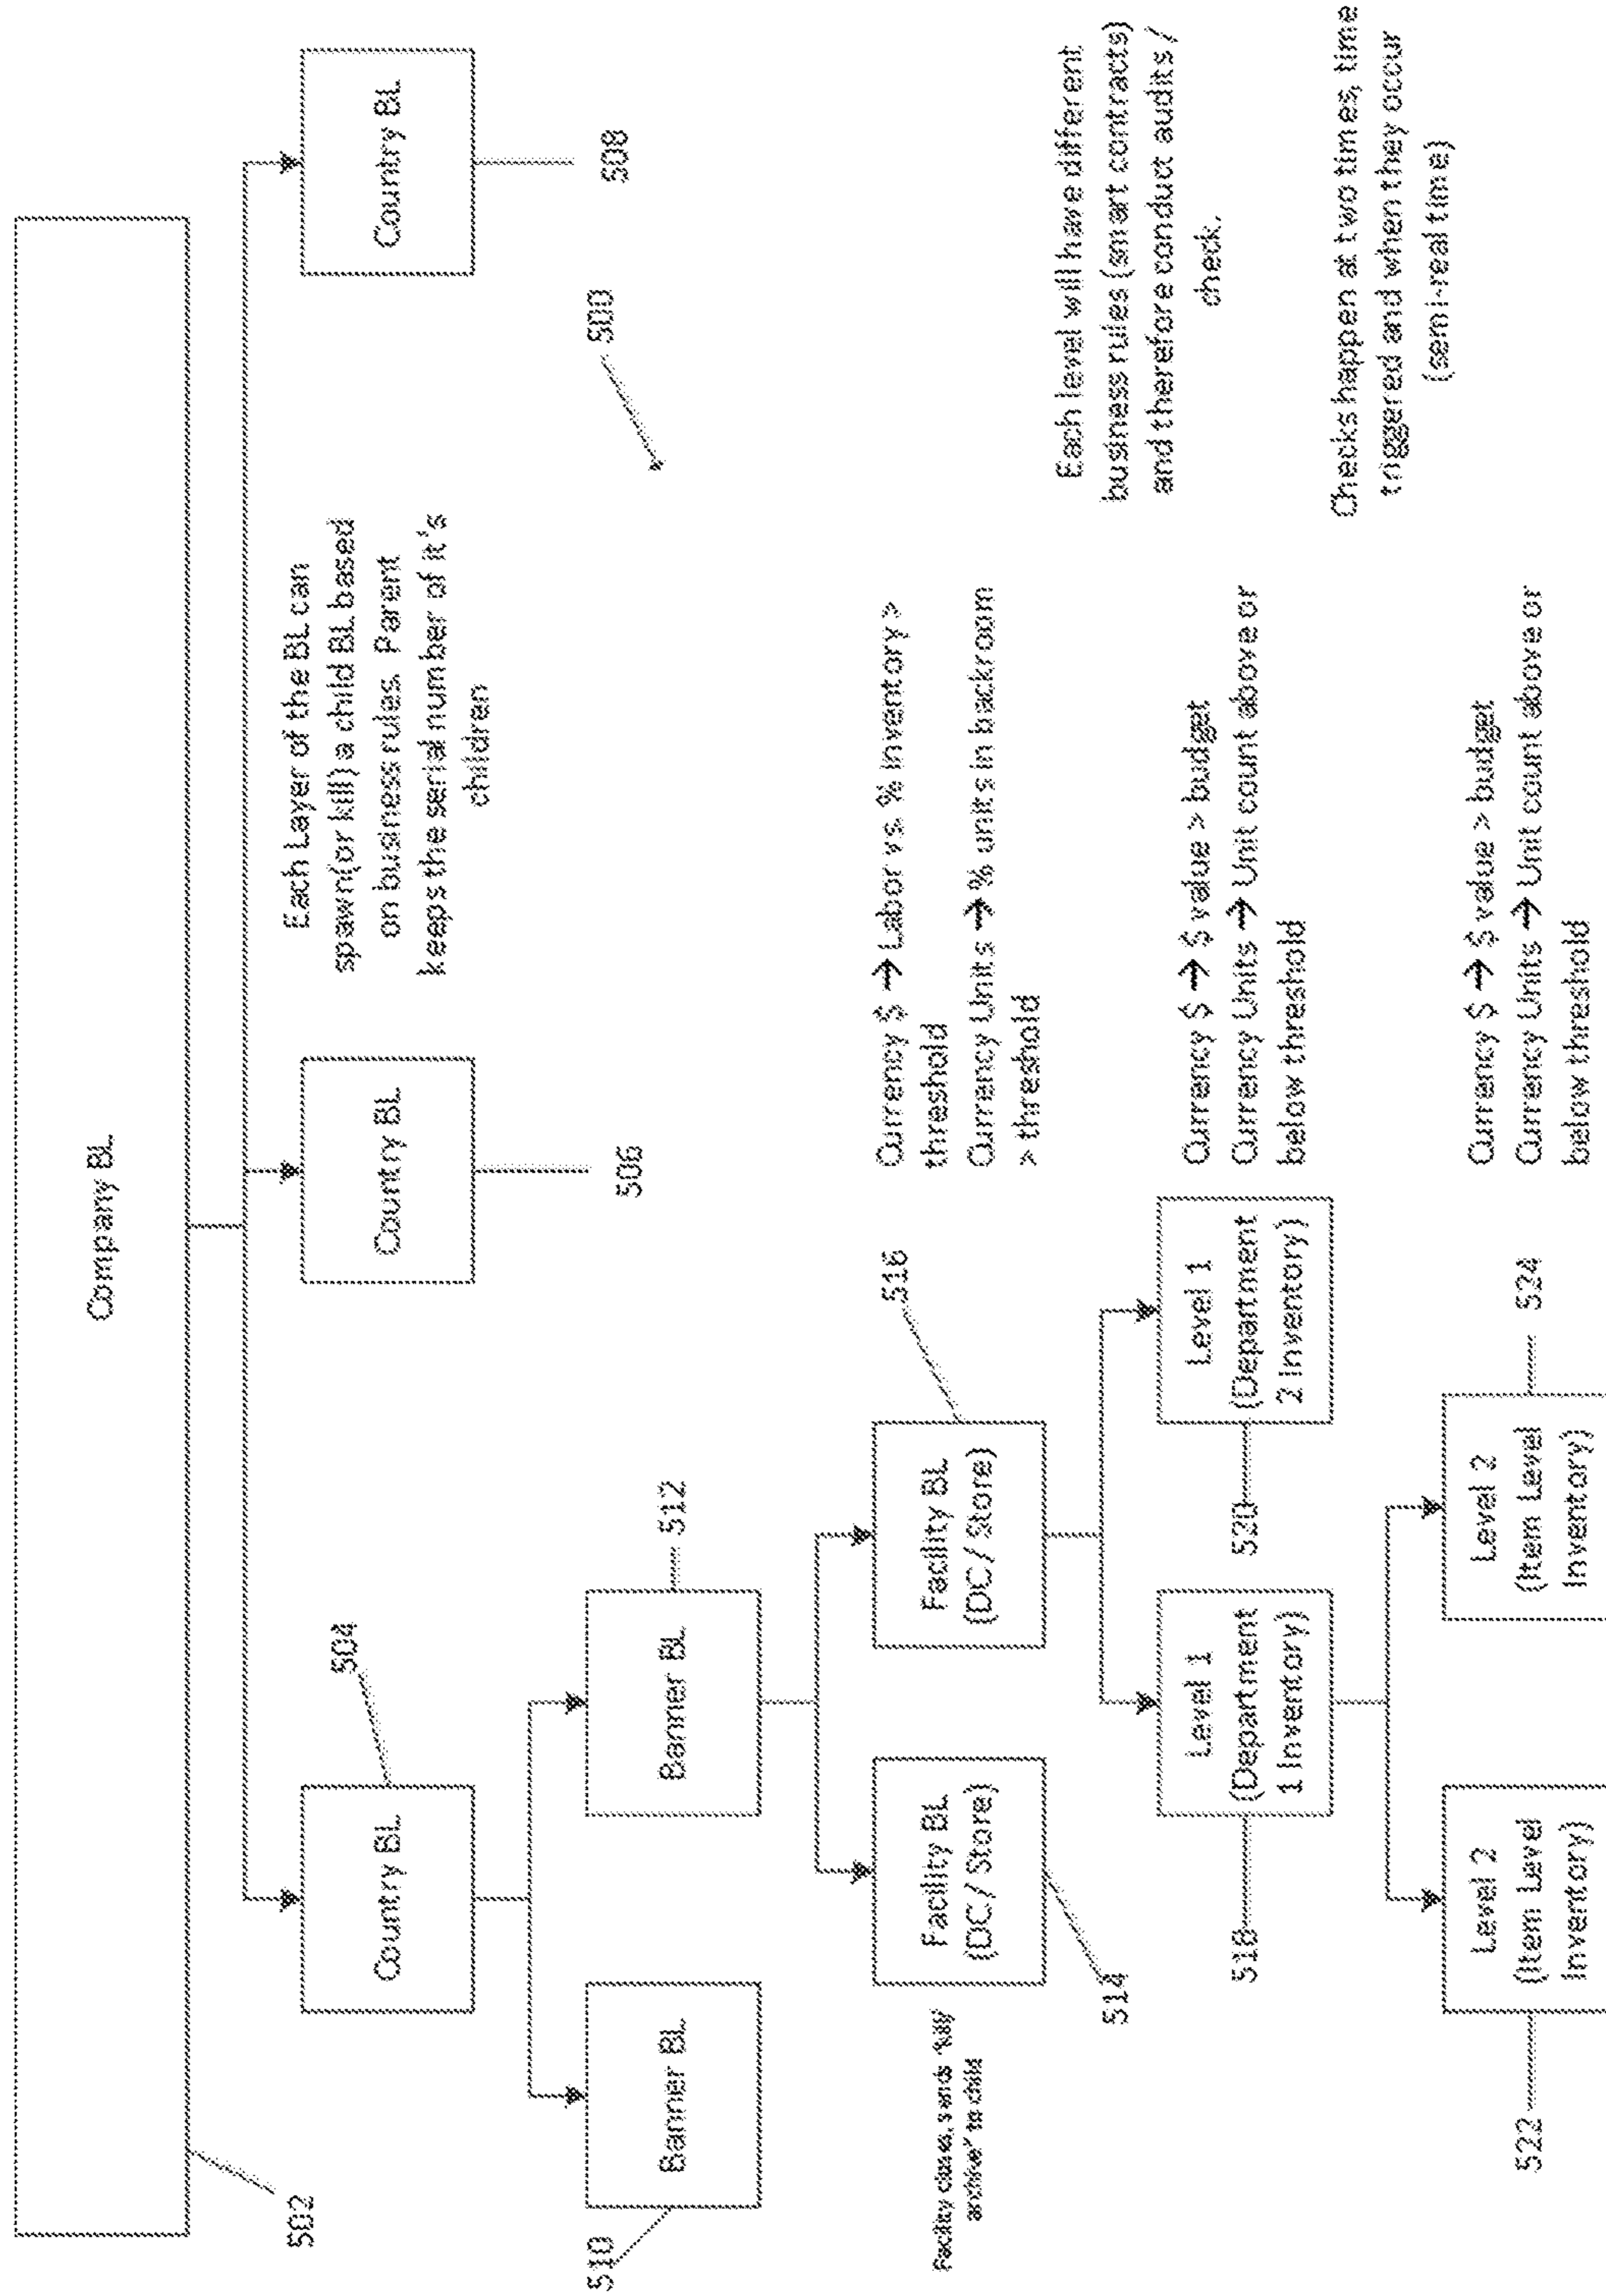 Company BL
502
Country BL
504
Country BL
506
Country BL
508
Each Layer of the BL can
spawn(or kill) a child BL based
on business rules. Parent
keeps the serial number of it's
children
500
Banner BL
510
Banner BL
512
Facility closes, sends
archive' to child
Facility BL
(DC / Store)
514
Facility BL
(DC / Store)
516
Currency $ → Labor vs. % Inventory >
threshold
Currency Units → % units in backroom
> threshold
Level 1
(Department
1 Inventory)
518
Level 1
(Department
2 Inventory)
520
Currency $ → $ value > budget
Currency Units → Unit count above or
below threshold
Level 2
(Item Level
Inventory)
522
Level 2
(Item Level
Inventory)
524
Currency $ → $ value > budget
Currency Units → Unit count above or
below threshold
Each level will have different
business rules (smart contracts)
and therefore conduct audits /
check.
Checks happen at two times, time
triggered and when they occur
(semi-real time)